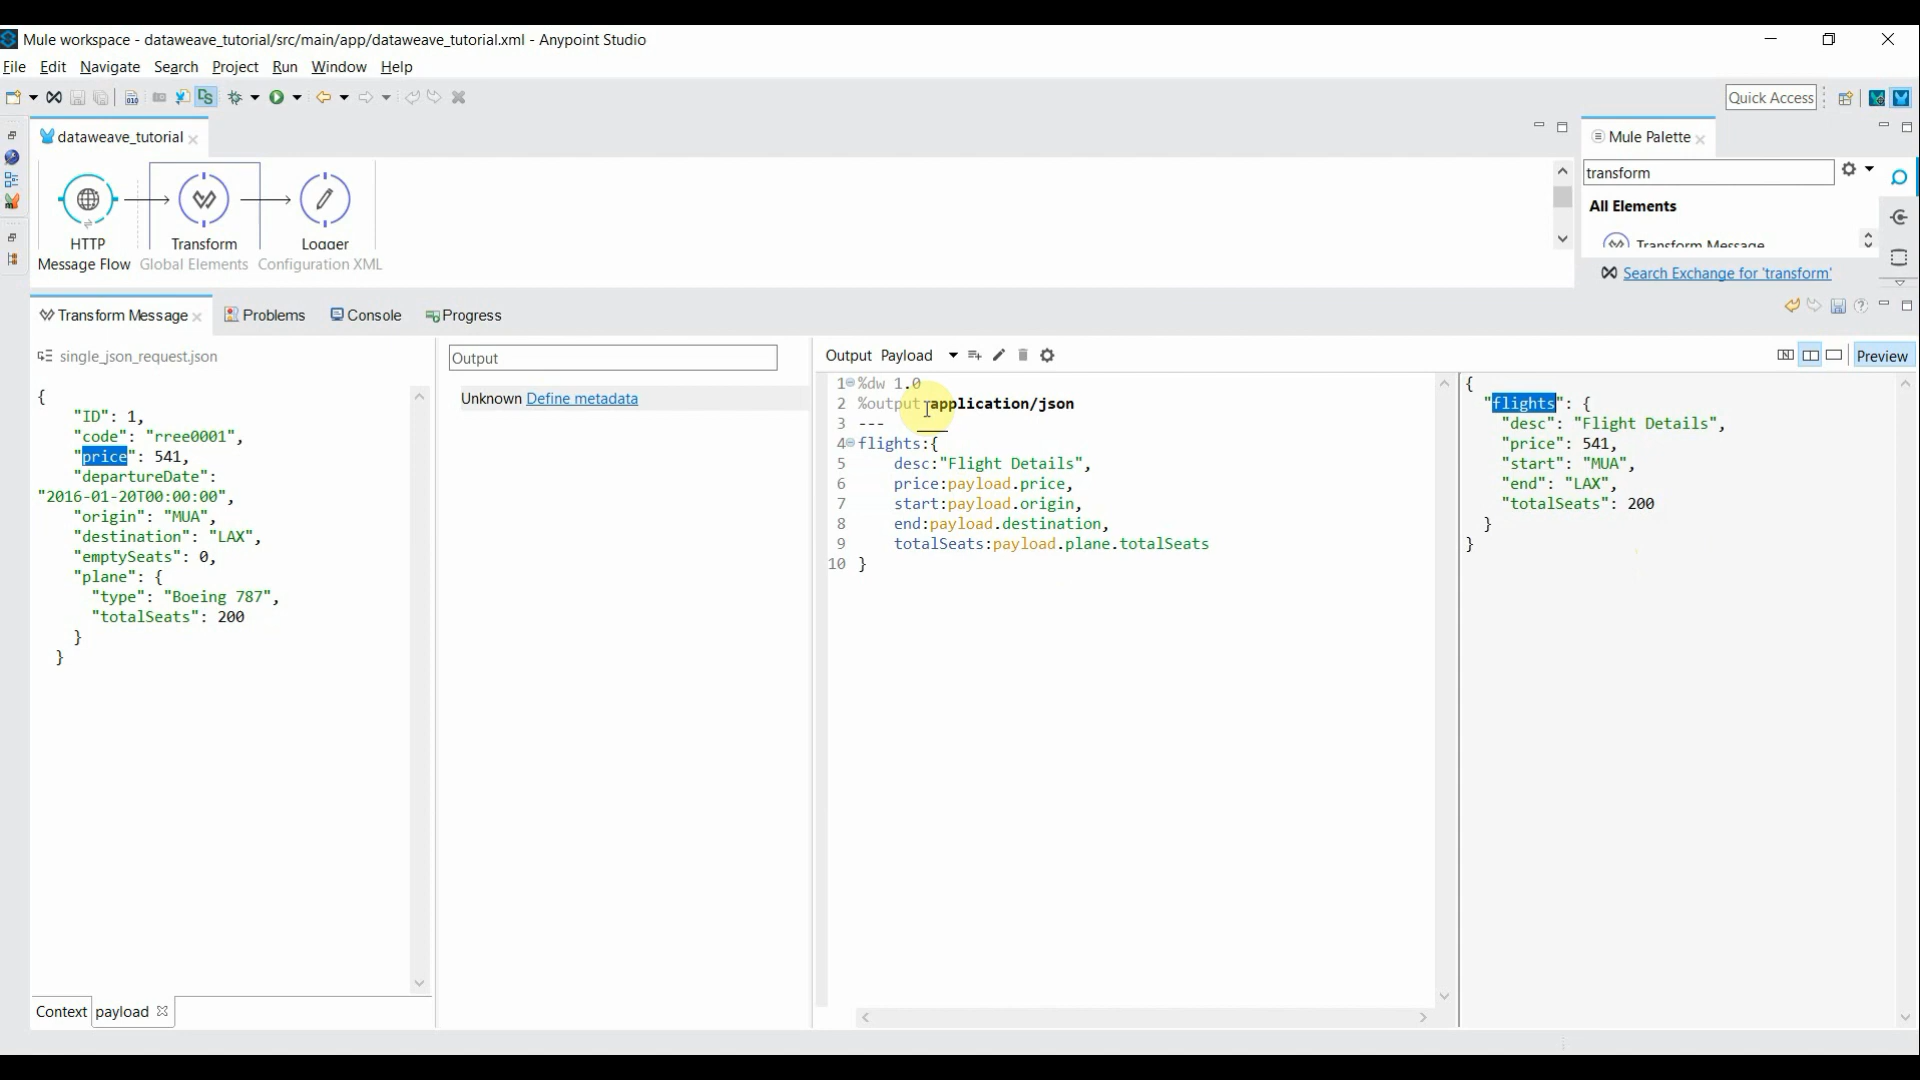 Mule workspace - dataweave_tutorial/src/main/app/dataweave_tutorial.xml - Anypoint Studio
File Edit Navigate Search Project Run Window Help
Quick Access
dataweave_tutorial
Mule Palette
transform
All Elements
Transform Message
Search Exchange for 'transform'
HTTP Transform Logger
Message Flow Global Elements Configuration XML
Transform Message Problems Console Progress
single_json_request.json
{
"ID": 1,
"code": "rree0001",
"price": 541,
"departureDate":
"2016-01-20T00:00:00",
"origin": "MUA",
"destination": "LAX",
"emptySeats": 0,
"plane": {
"type": "Boeing 787",
"totalSeats": 200
}
}
Context payload
Output
Unknown Define metadata
Output Payload
Preview
1 %dw 1.0
2 %output application/json
3 ---
4 flights:{
5 desc:"Flight Details",
6 price:payload.price,
7 start:payload.origin,
8 end:payload.destination,
9 totalSeats:payload.plane.totalSeats
10 }
{
"flights": {
"desc": "Flight Details",
"price": 541,
"start": "MUA",
"end": "LAX",
"totalSeats": 200
}
}